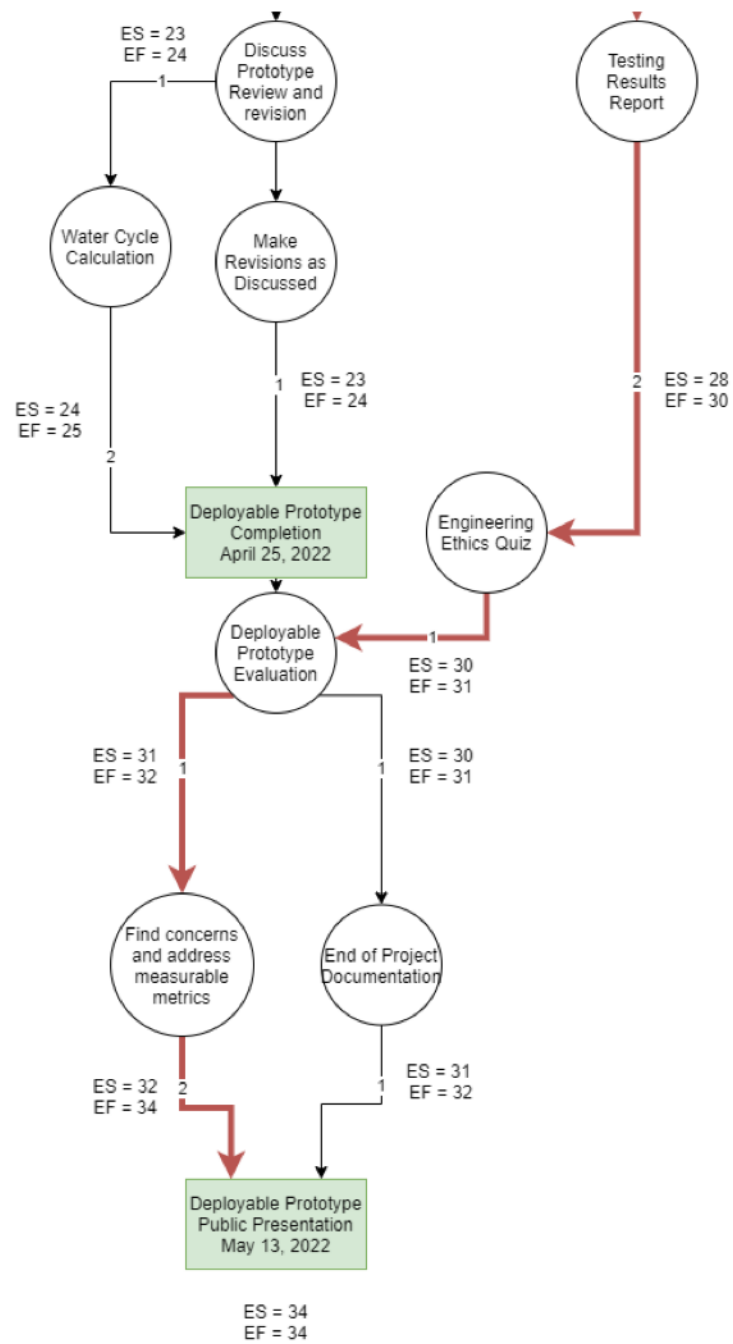 ES = 23
EF = 24
1
Discuss
Prototype
Review and
revision
Testing
Results
Report
Water Cycle
Calculation
Make
Revisions as
Discussed
1
ES = 23
EF = 24
2
ES = 28
EF = 30
ES = 24
EF = 25
2
Deployable Prototype
Completion
April 25, 2022
Engineering
Ethics Quiz
Deployable
Prototype
Evaluation
1
ES = 30
EF = 31
ES = 31
EF = 32
1
1
ES = 30
EF = 31
Find concerns
and address
measurable
metrics
End of Project
Documentation
ES = 32
EF = 34
2
1
ES = 31
EF = 32
Deployable Prototype
Public Presentation
May 13, 2022
ES = 34
EF = 34